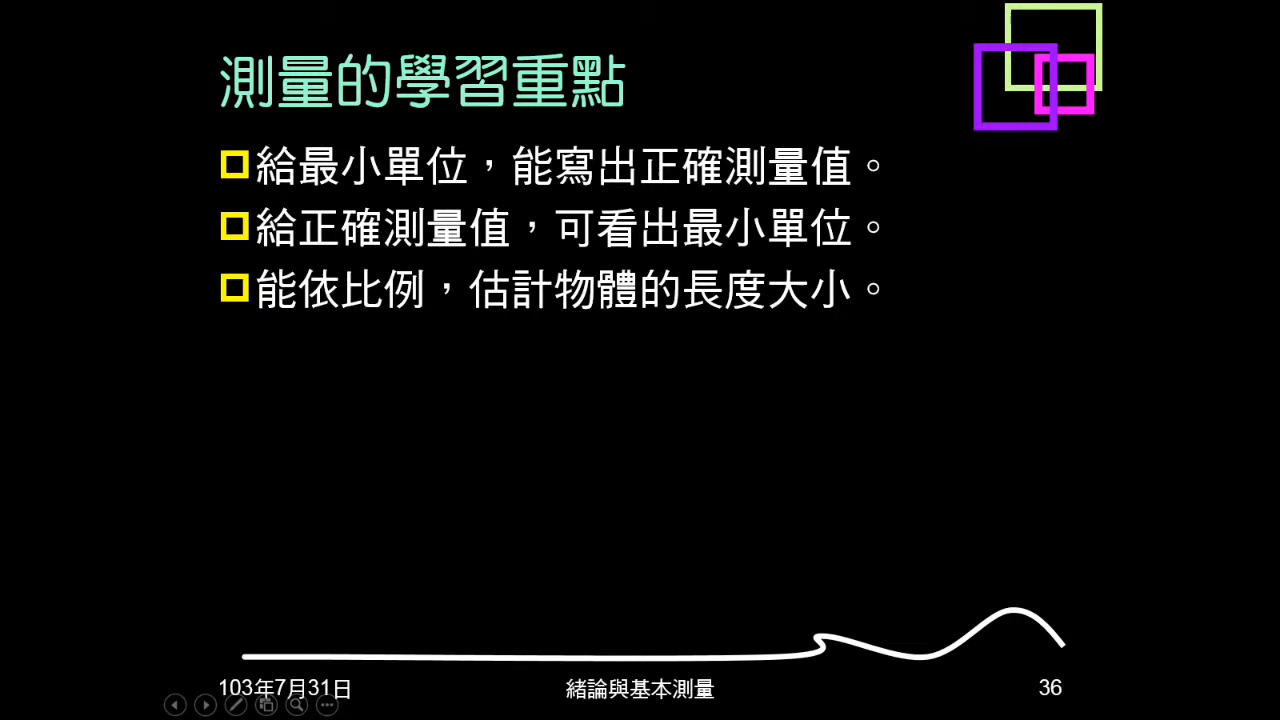 測量的學習重點
給最小單位，能寫出正確測量值。
給正確測量值，可看出最小單位。
能依比例，估計物體的長度大小。
103年7月31日
緒論與基本測量
36